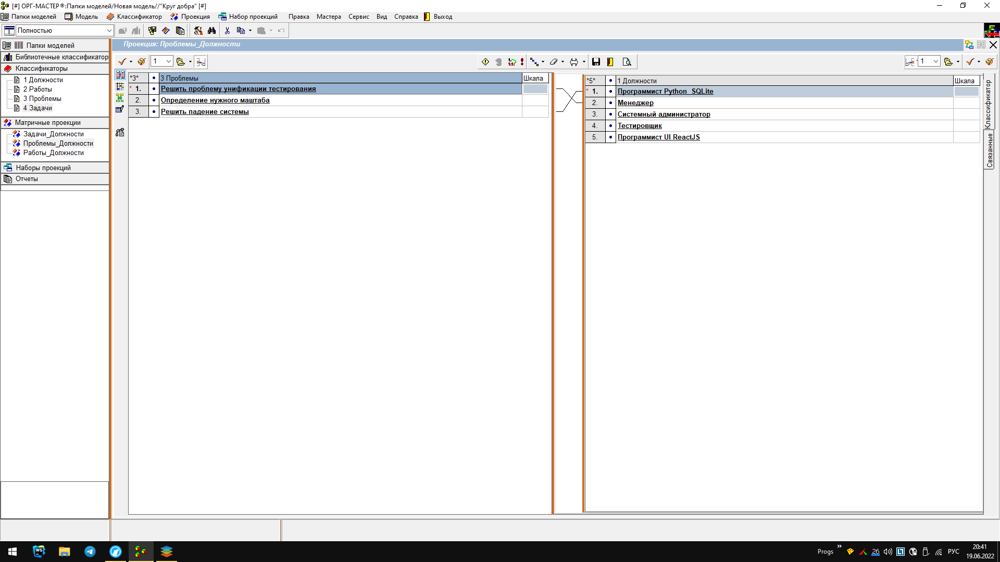 [#] ОРГ-МАСТЕР®:Папки моделей/Новая модель//"Круг добра" [#]
Папки моделей Модель Классификатор Проекция Набор проекций Правка Мастера Сервис Вид Справка Выход
Полностью
Папки моделей
Библиотечные классификатор
Классификаторы
1 Должности
2 Работы
3 Проблемы
4 Задачи
Матричные проекции
Задачи_Должности
Проблемы_Должности
Работы_Должности
Наборы проекций
Отчеты
Проекция: Проблемы_Должности
1
*3* • 3 Проблемы Шкала
* 1. • Решить проблему унификации тестирования
2. • Определение нужного маштаба
3. • Решить падение системы
1
*5* • 1 Должности Шкала
* 1. • Программист Python_SQLite
2. • Менеджер
3. • Системный администратор
4. • Тестировщик
5. • Программист UI ReactJS
Классификатор
Связанные
WS
Progs
26
РУС
20:41
19.06.2022